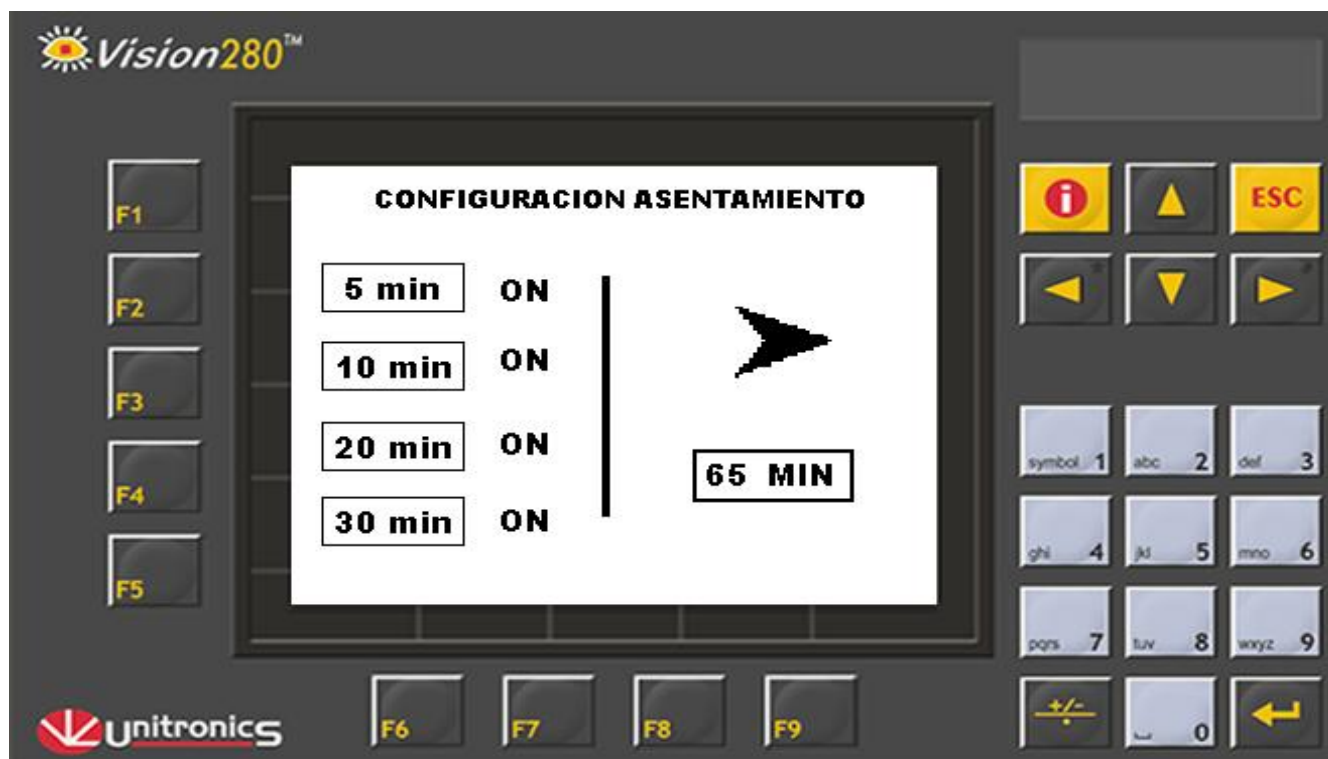 Vision280™
CONFIGURACION ASENTAMIENTO
5 min ON
10 min ON
20 min ON
30 min ON
65 MIN
F1
F2
F3
F4
F5
F6 F7 F8 F9
i ESC
symbol 1 abc 2 def 3
ghi 4 jkl 5 mno 6
pqrs 7 tuv 8 wxyz 9
+/- . 0
unitronics